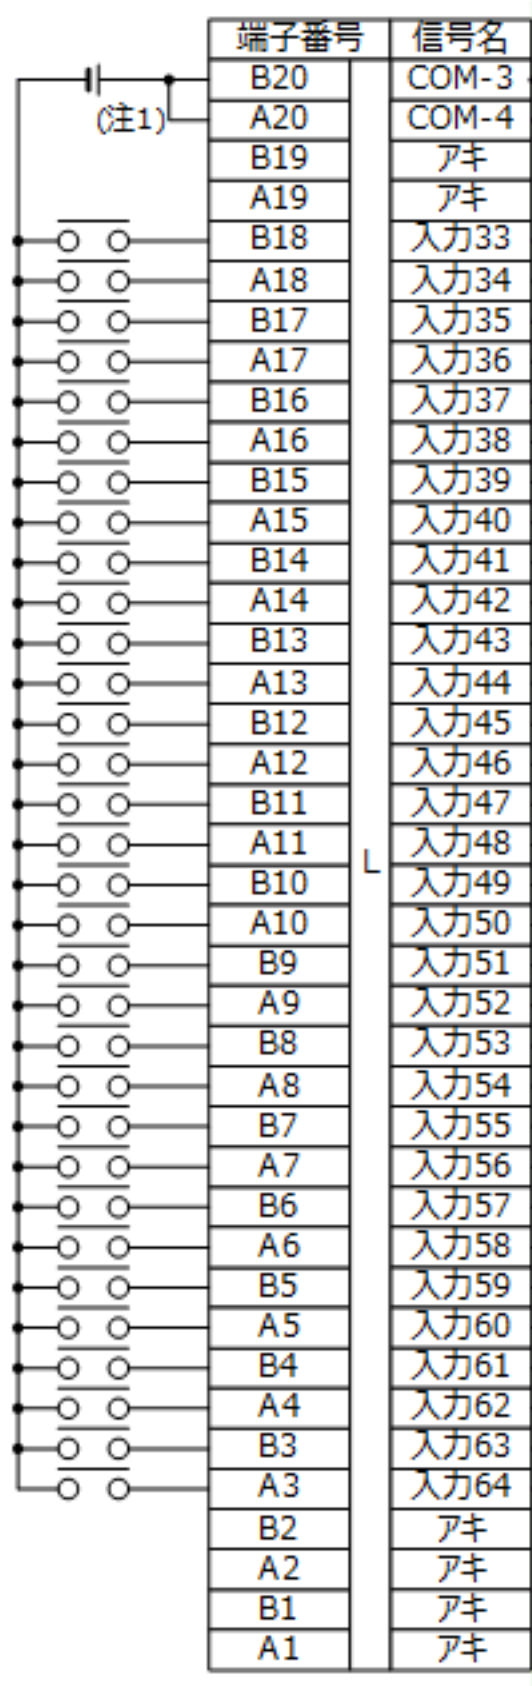 端子番号 信号名
B20 COM-3
(注1) A20 COM-4
B19 アキ
A19 アキ
B18 入力33
A18 入力34
B17 入力35
A17 入力36
B16 入力37
A16 入力38
B15 入力39
A15 入力40
B14 入力41
A14 入力42
B13 入力43
A13 入力44
B12 入力45
A12 入力46
B11 入力47
A11 入力48
L
B10 入力49
A10 入力50
B9 入力51
A9 入力52
B8 入力53
A8 入力54
B7 入力55
A7 入力56
B6 入力57
A6 入力58
B5 入力59
A5 入力60
B4 入力61
A4 入力62
B3 入力63
A3 入力64
B2 アキ
A2 アキ
B1 アキ
A1 アキ